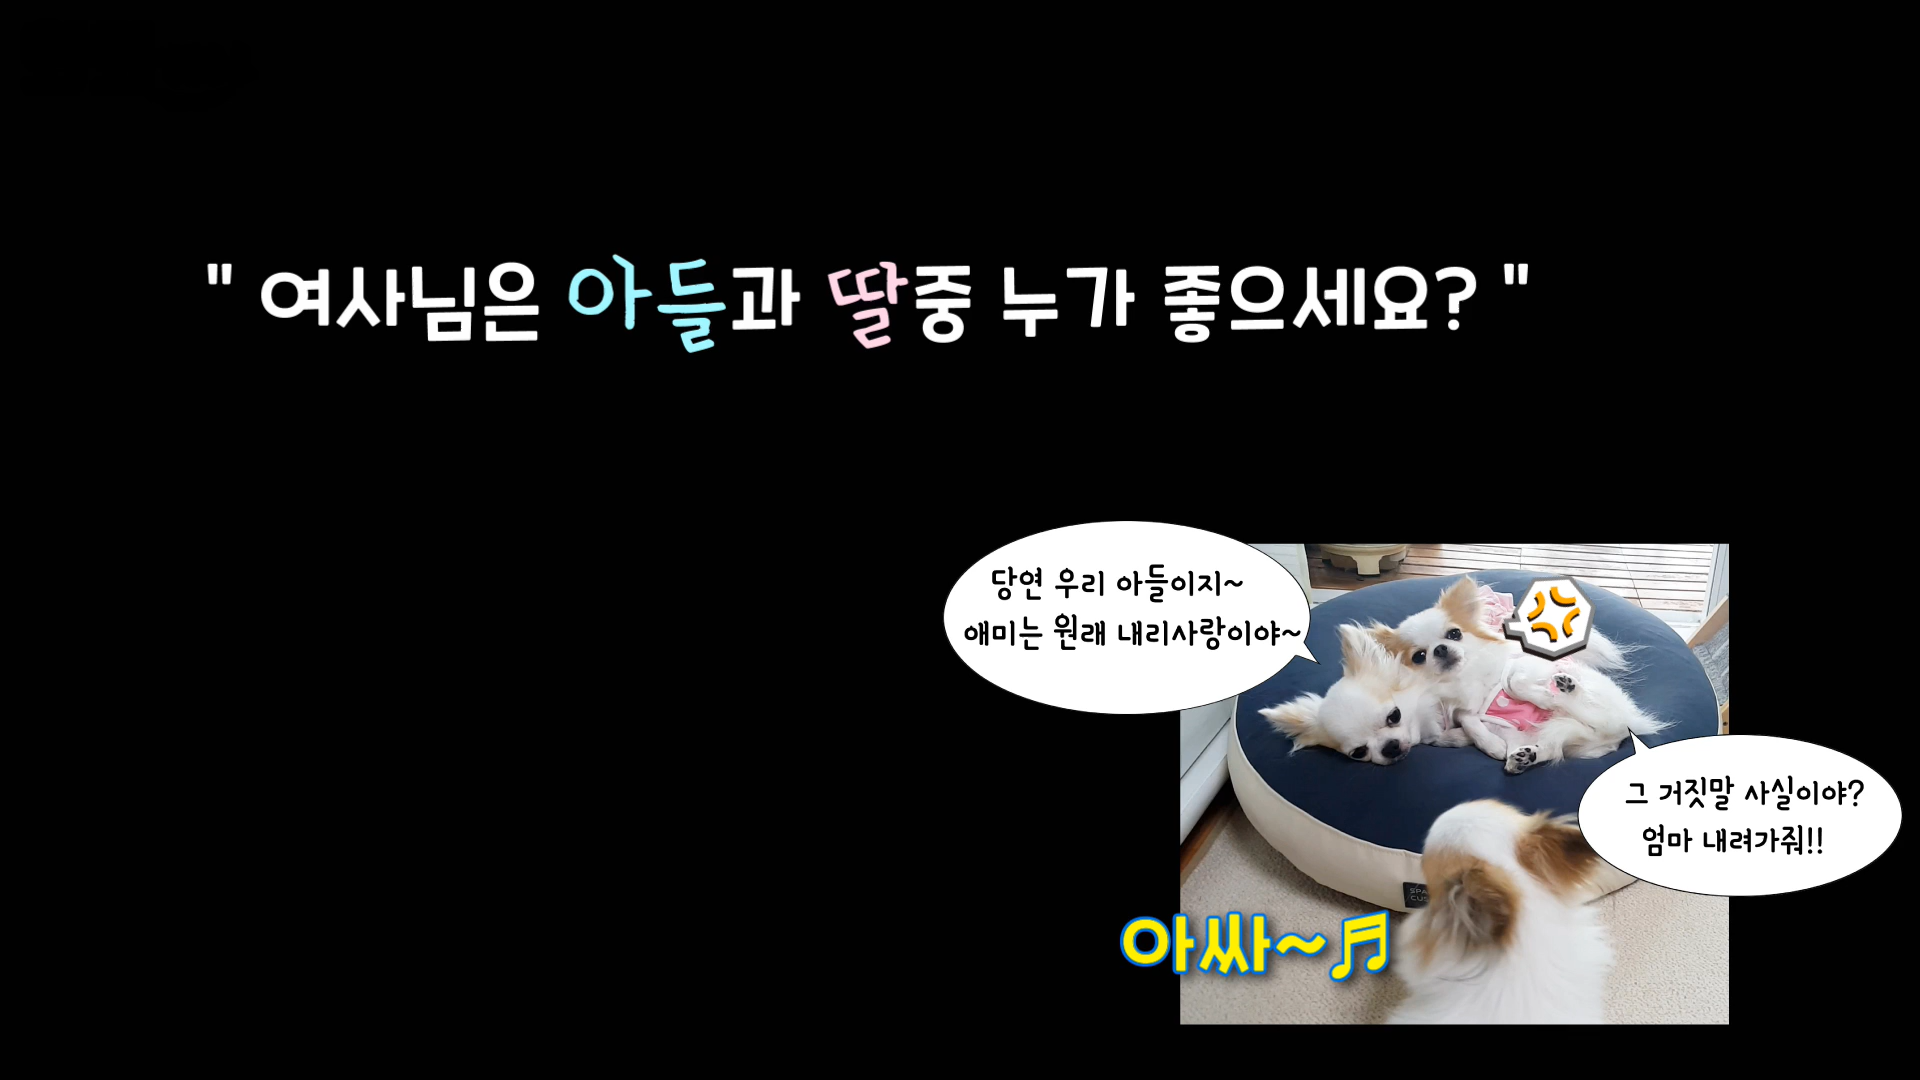 " 여사님은 아들과 딸중 누가 좋으세요? "
당연 우리 아들이지~
애미는 원래 내리사랑이야~
그 거짓말 사실이야?
엄마 내려가줘!!
아싸~♬